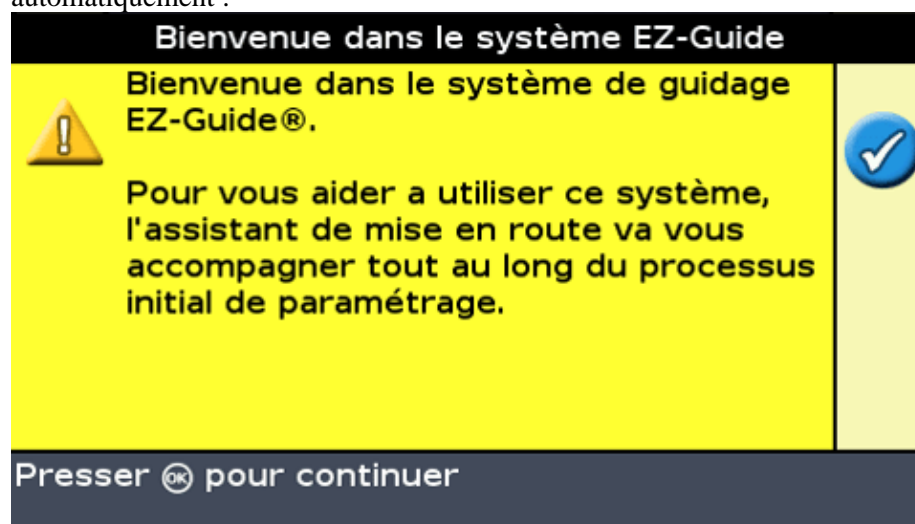 automatiquement :
Bienvenue dans le système EZ-Guide
Bienvenue dans le système de guidage
EZ-Guide®.
Pour vous aider a utiliser ce système,
l'assistant de mise en route va vous
accompagner tout au long du processus
initial de paramétrage.
Presser OK pour continuer